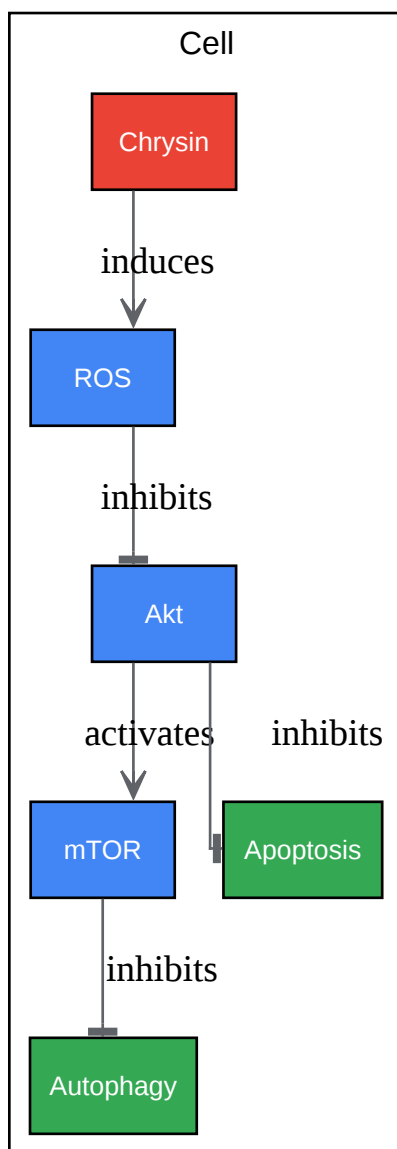 Cell
Chrysin
induces
ROS
inhibits
Akt
activates
inhibits
mTOR
Apoptosis
inhibits
Autophagy